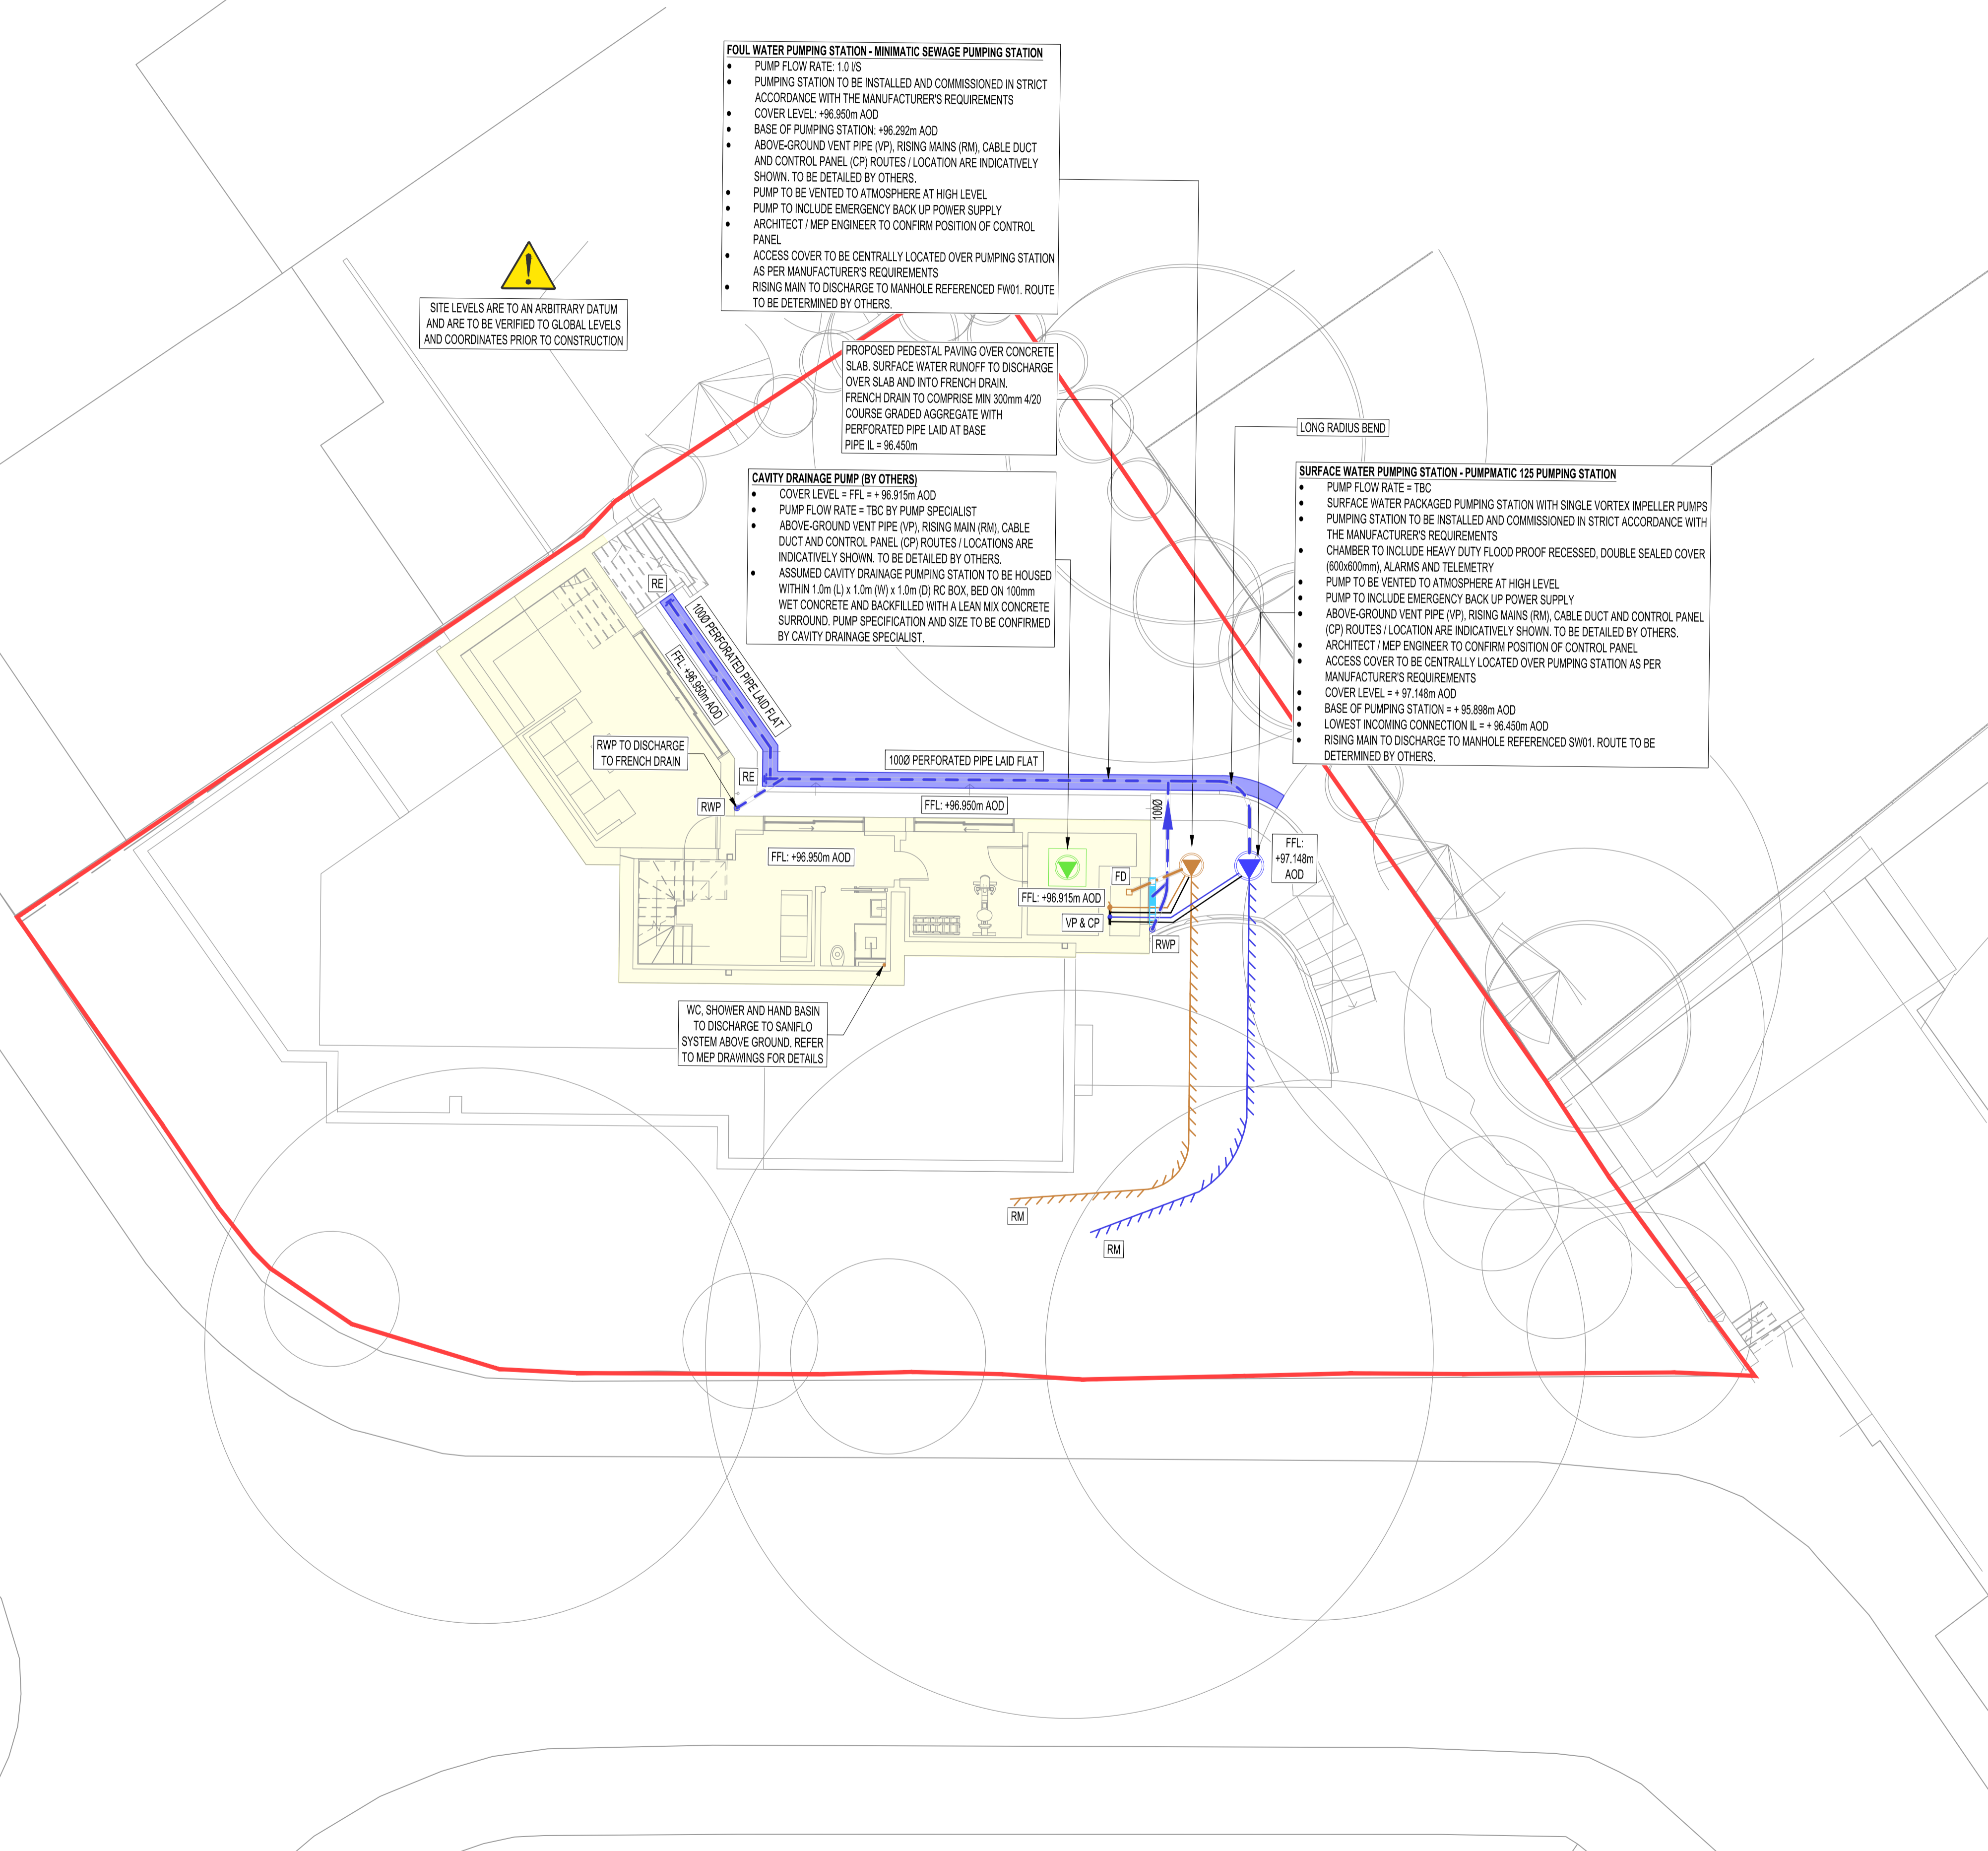 FOUL WATER PUMPING STATION - MINIMATIC SEWAGE PUMPING STATION
● PUMP FLOW RATE: 1.0 l/S
● PUMPING STATION TO BE INSTALLED AND COMMISSIONED IN STRICT
ACCORDANCE WITH THE MANUFACTURER'S REQUIREMENTS
● COVER LEVEL: +96.950m AOD
● BASE OF PUMPING STATION: +96.292m AOD
● ABOVE-GROUND VENT PIPE (VP), RISING MAINS (RM), CABLE DUCT
AND CONTROL PANEL (CP) ROUTES / LOCATION ARE INDICATIVELY
SHOWN. TO BE DETAILED BY OTHERS.
● PUMP TO BE VENTED TO ATMOSPHERE AT HIGH LEVEL
● PUMP TO INCLUDE EMERGENCY BACK UP POWER SUPPLY
● ARCHITECT / MEP ENGINEER TO CONFIRM POSITION OF CONTROL
PANEL
● ACCESS COVER TO BE CENTRALLY LOCATED OVER PUMPING STATION
AS PER MANUFACTURER'S REQUIREMENTS
● RISING MAIN TO DISCHARGE TO MANHOLE REFERENCED FW01. ROUTE
TO BE DETERMINED BY OTHERS.
SITE LEVELS ARE TO AN ARBITRARY DATUM
AND ARE TO BE VERIFIED TO GLOBAL LEVELS
AND COORDINATES PRIOR TO CONSTRUCTION
PROPOSED PEDESTAL PAVING OVER CONCRETE
SLAB. SURFACE WATER RUNOFF TO DISCHARGE
OVER SLAB AND INTO FRENCH DRAIN.
FRENCH DRAIN TO COMPRISE MIN 300mm 4/20
COURSE GRADED AGGREGATE WITH
PERFORATED PIPE LAID AT BASE
PIPE IL = 96.450m
LONG RADIUS BEND
CAVITY DRAINAGE PUMP (BY OTHERS)
● COVER LEVEL = FFL = + 96.915m AOD
● PUMP FLOW RATE = TBC BY PUMP SPECIALIST
● ABOVE-GROUND VENT PIPE (VP), RISING MAIN (RM), CABLE
DUCT AND CONTROL PANEL (CP) ROUTES / LOCATIONS ARE
INDICATIVELY SHOWN. TO BE DETAILED BY OTHERS.
● ASSUMED CAVITY DRAINAGE PUMPING STATION TO BE HOUSED
WITHIN 1.0m (L) x 1.0m (W) x 1.0m (D) RC BOX, BED ON 100mm
WET CONCRETE AND BACKFILLED WITH A LEAN MIX CONCRETE
SURROUND. PUMP SPECIFICATION AND SIZE TO BE CONFIRMED
BY CAVITY DRAINAGE SPECIALIST.
SURFACE WATER PUMPING STATION - PUMPMATIC 125 PUMPING STATION
● PUMP FLOW RATE = TBC
● SURFACE WATER PACKAGED PUMPING STATION WITH SINGLE VORTEX IMPELLER PUMPS
● PUMPING STATION TO BE INSTALLED AND COMMISSIONED IN STRICT ACCORDANCE WITH
THE MANUFACTURER'S REQUIREMENTS
● CHAMBER TO INCLUDE HEAVY DUTY FLOOD PROOF RECESSED, DOUBLE SEALED COVER
(600x600mm), ALARMS AND TELEMETRY
● PUMP TO BE VENTED TO ATMOSPHERE AT HIGH LEVEL
● PUMP TO INCLUDE EMERGENCY BACK UP POWER SUPPLY
● ABOVE-GROUND VENT PIPE (VP), RISING MAINS (RM), CABLE DUCT AND CONTROL PANEL
(CP) ROUTES / LOCATION ARE INDICATIVELY SHOWN. TO BE DETAILED BY OTHERS.
● ARCHITECT / MEP ENGINEER TO CONFIRM POSITION OF CONTROL PANEL
● ACCESS COVER TO BE CENTRALLY LOCATED OVER PUMPING STATION AS PER
MANUFACTURER'S REQUIREMENTS
● COVER LEVEL = + 97.148m AOD
● BASE OF PUMPING STATION = + 95.898m AOD
● LOWEST INCOMING CONNECTION IL = + 96.450m AOD
● RISING MAIN TO DISCHARGE TO MANHOLE REFERENCED SW01. ROUTE TO BE
DETERMINED BY OTHERS.
RE
100Ø PERFORATED PIPE LAID FLAT
FFL +96.950m AOD
RWP TO DISCHARGE
TO FRENCH DRAIN
100Ø PERFORATED PIPE LAID FLAT
RE
RWP
FFL: +96.950m AOD
100Ø
FFL: +96.950m AOD
FFL:
+97.148m
AOD
FD
FFL: +96.915m AOD
VP & CP
RWP
WC, SHOWER AND HAND BASIN
TO DISCHARGE TO SANIFLO
SYSTEM ABOVE GROUND. REFER
TO MEP DRAWINGS FOR DETAILS
RM
RM